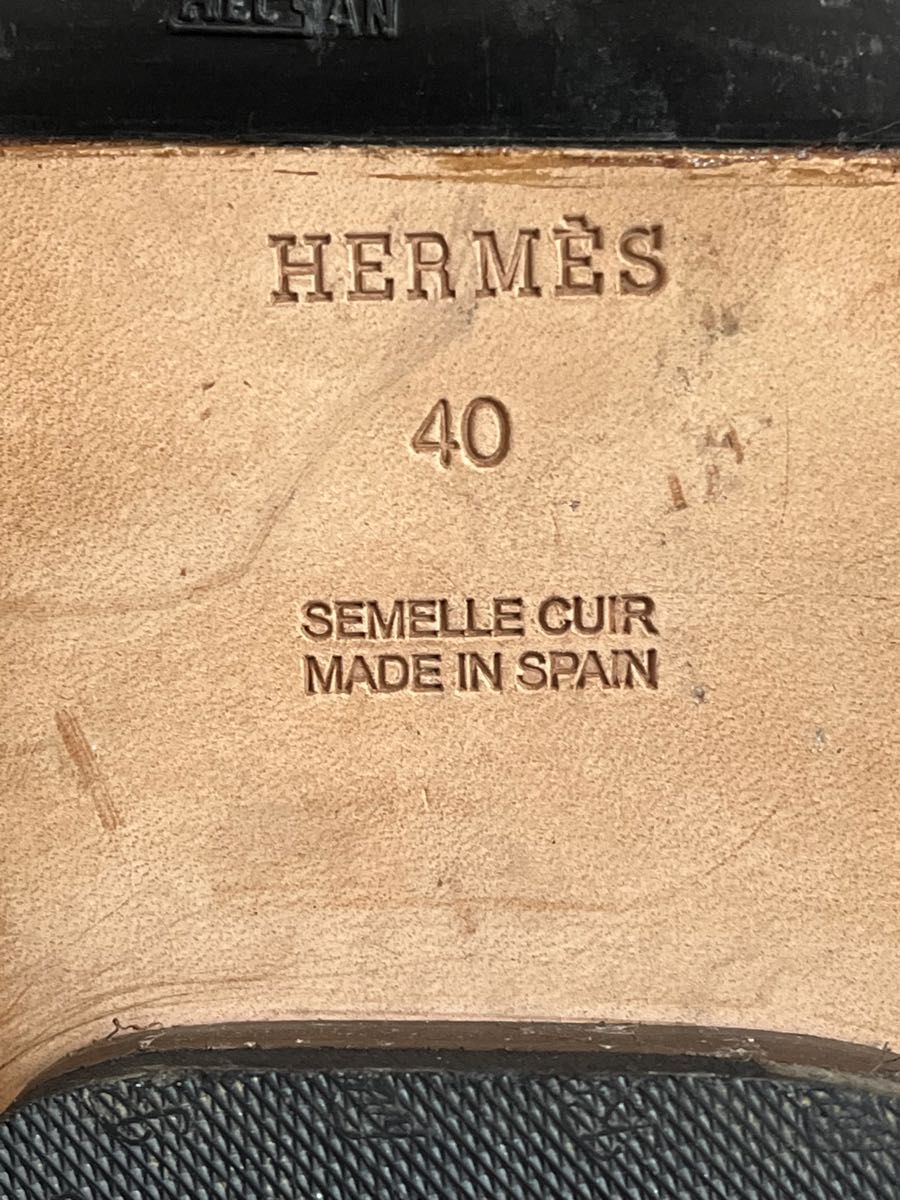 HERMÈS
40
SEMELLE CUIR
MADE IN SPAIN